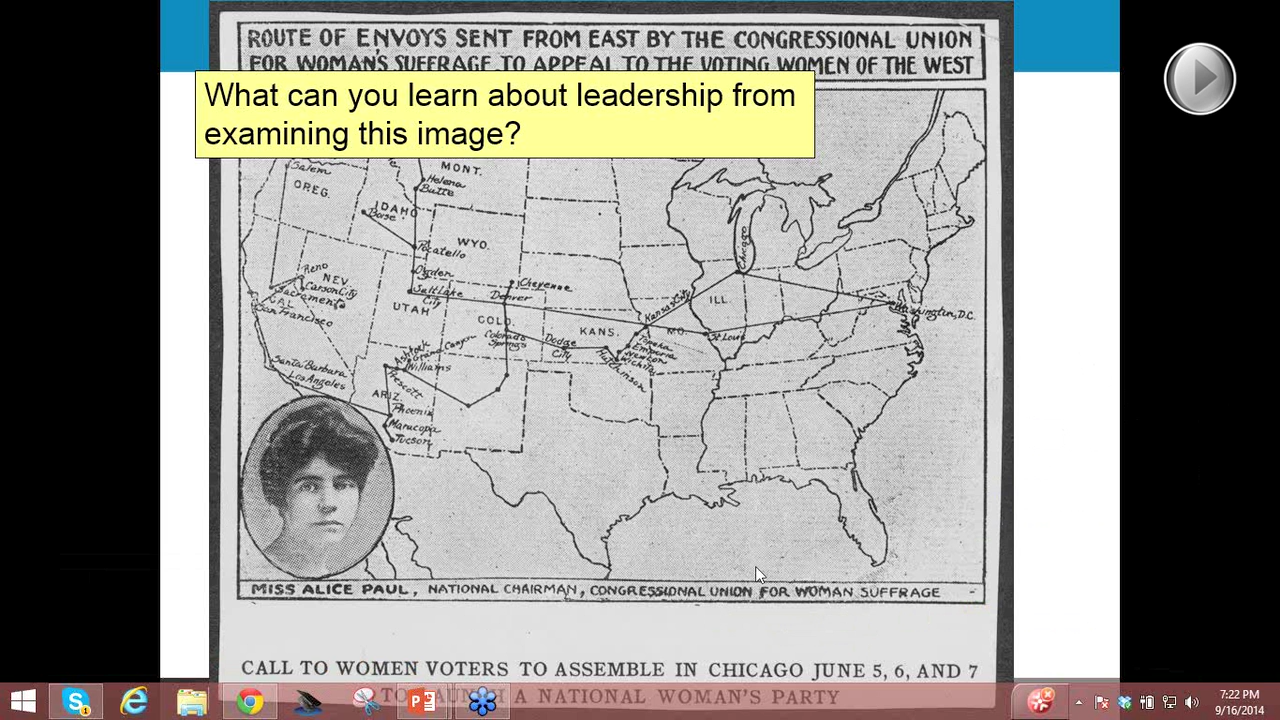 ROUTE OF ENVOYS SENT FROM EAST BY THE CONGRESSIONAL UNION
FOR WOMAN'S SUFFRAGE, TO APPEAL TO THE VOTING WOMEN OF THE WEST
What can you learn about leadership from
examining this image?
MONT.
Salem
Helena
Butte
OREG.
IDAHO
Boise
WYO.
Pocatello
Chicago
Reno
Ogden
NEV.
Cheyenne
Carson City
Salt Lake
City
Denver
Kansas City
ILL.
Sacramento
CAL.
San Francisco
UTAH
COLO.
KANS.
MO.
St Louis
Washington, D.C.
Colorado
Springs
Dodge
City
Topeka
Emporia
Newton
Wichita
Hutchinson
Ashfork
Grand Canyon
Williams
Santa Barbara
Los Angeles
Prescott
ARIZ.
Phoenix
Maricopa
Tucson
MISS ALICE PAUL, NATIONAL CHAIRMAN, CONGRESSIONAL UNION FOR WOMAN SUFFRAGE
CALL TO WOMEN VOTERS TO ASSEMBLE IN CHICAGO JUNE 5, 6, AND 7
TO LAUNCH A NATIONAL WOMAN'S PARTY
7:22 PM
9/16/2014